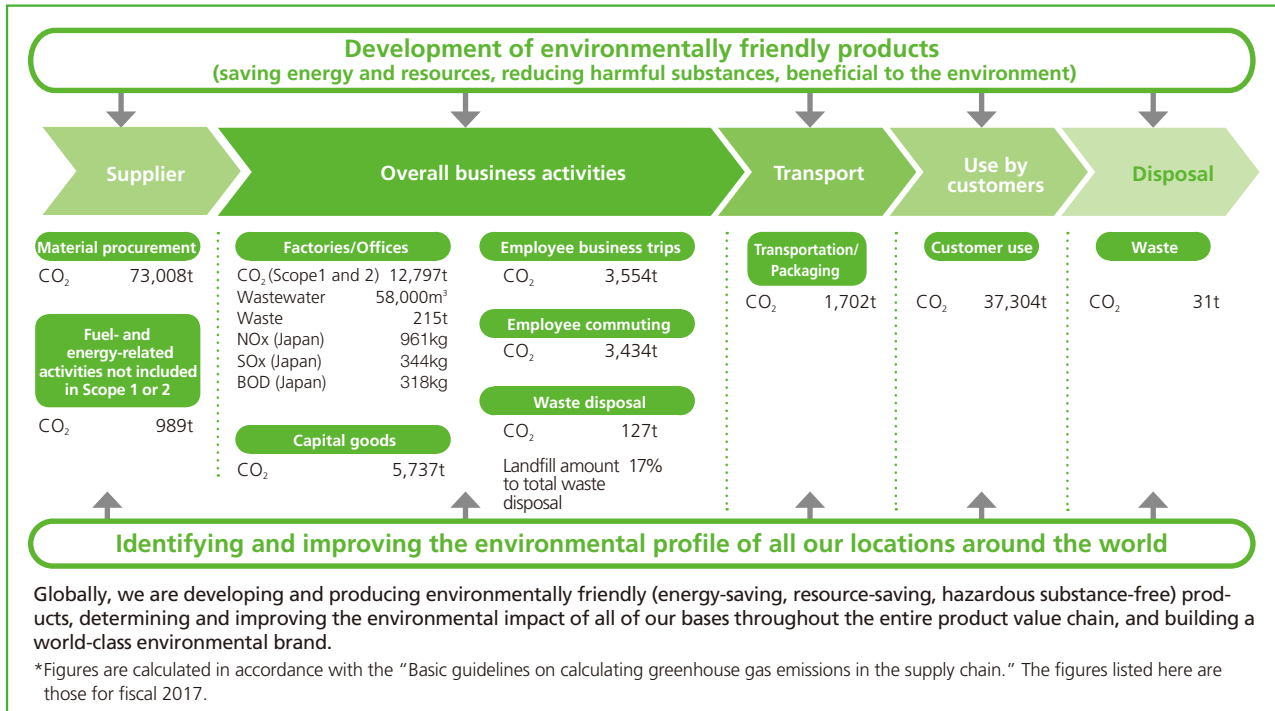 Development of environmentally friendly products
(saving energy and resources, reducing harmful substances, beneficial to the environment)
Supplier
Overall business activities
Transport
Use by
customers
Disposal
Material procurement
CO₂ 73,008t
Fuel- and
energy-related
activities not included
in Scope 1 or 2
CO₂ 989t
Factories/Offices
CO₂ (Scope1 and 2) 12,797t
Wastewater 58,000m³
Waste 215t
NOx (Japan) 961kg
SOx (Japan) 344kg
BOD (Japan) 318kg
Capital goods
CO₂ 5,737t
Employee business trips
CO₂ 3,554t
Employee commuting
CO₂ 3,434t
Waste disposal
CO₂ 127t
Landfill amount 17%
to total waste
disposal
Transportation/
Packaging
CO₂ 1,702t
Customer use
CO₂ 37,304t
Waste
CO₂ 31t
Identifying and improving the environmental profile of all our locations around the world
Globally, we are developing and producing environmentally friendly (energy-saving, resource-saving, hazardous substance-free) prod-
ucts, determining and improving the environmental impact of all of our bases throughout the entire product value chain, and building a
world-class environmental brand.
*Figures are calculated in accordance with the “Basic guidelines on calculating greenhouse gas emissions in the supply chain.” The figures listed here are
those for fiscal 2017.